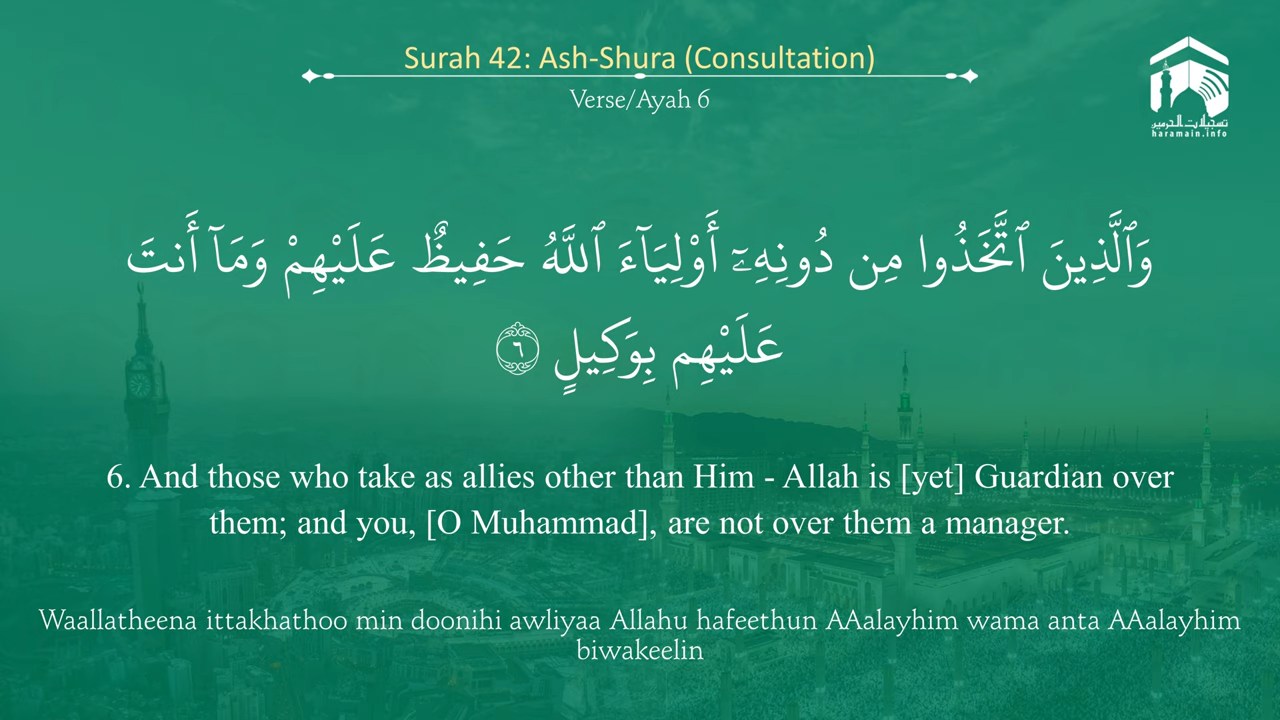 Surah 42: Ash-Shura (Consultation)
Verse/Ayah 6
تسجيلات الحرمين
haramain.info
وَٱلَّذِينَ ٱتَّخَذُوا مِن دُونِهِۦٓ أَوْلِيَآءَ ٱللَّهُ حَفِيظٌ عَلَيْهِمْ وَمَآ أَنتَ
عَلَيْهِم بِوَكِيلٍ ٦
6. And those who take as allies other than Him - Allah is [yet] Guardian over
them; and you, [O Muhammad], are not over them a manager.
Waallatheena ittakhathoo min doonihi awliyaa Allahu hafeethun AAalayhim wama anta AAalayhim
biwakeelin